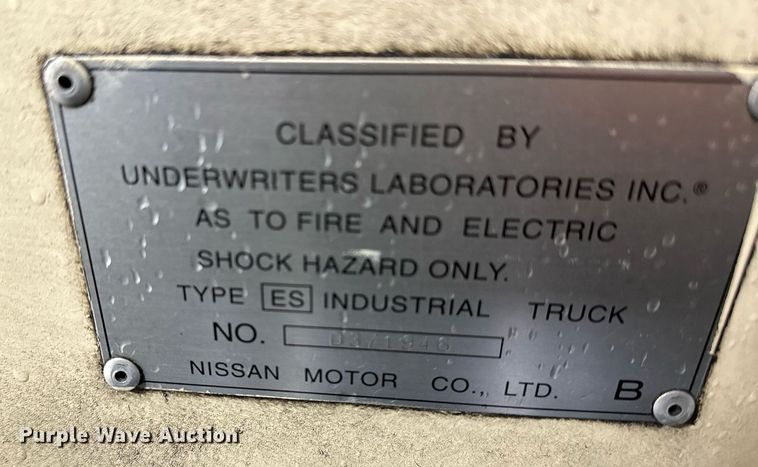 CLASSIFIED BY
UNDERWRITERS LABORATORIES INC.®
AS TO FIRE AND ELECTRIC
SHOCK HAZARD ONLY.
TYPE ES INDUSTRIAL TRUCK
NO.
NISSAN MOTOR CO., LTD. B
Purple Wave Auction